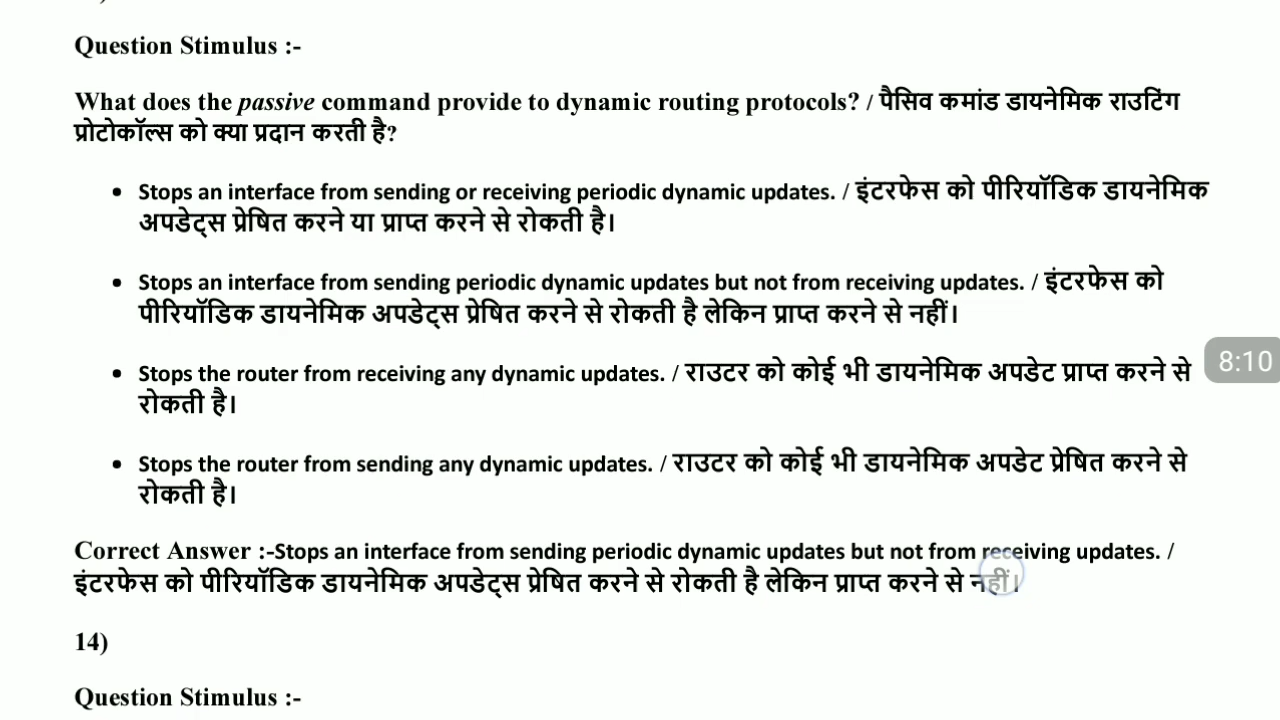 Question Stimulus :-
What does the passive command provide to dynamic routing protocols? / पैसिव कमांड डायनेमिक राउटिंग
प्रोटोकॉल्स को क्या प्रदान करती है?
• Stops an interface from sending or receiving periodic dynamic updates. / इंटरफेस को पीरियॉडिक डायनेमिक
अपडेट्स प्रेषित करने या प्राप्त करने से रोकती है।
• Stops an interface from sending periodic dynamic updates but not from receiving updates. / इंटरफेस को
पीरियॉडिक डायनेमिक अपडेट्स प्रेषित करने से रोकती है लेकिन प्राप्त करने से नहीं।
• Stops the router from receiving any dynamic updates. / राउटर को कोई भी डायनेमिक अपडेट प्राप्त करने से
रोकती है।
8:10
• Stops the router from sending any dynamic updates. / राउटर को कोई भी डायनेमिक अपडेट प्रेषित करने से
रोकती है।
Correct Answer :-Stops an interface from sending periodic dynamic updates but not from receiving updates. /
इंटरफेस को पीरियॉडिक डायनेमिक अपडेट्स प्रेषित करने से रोकती है लेकिन प्राप्त करने से नहीं।
14)
Question Stimulus :-